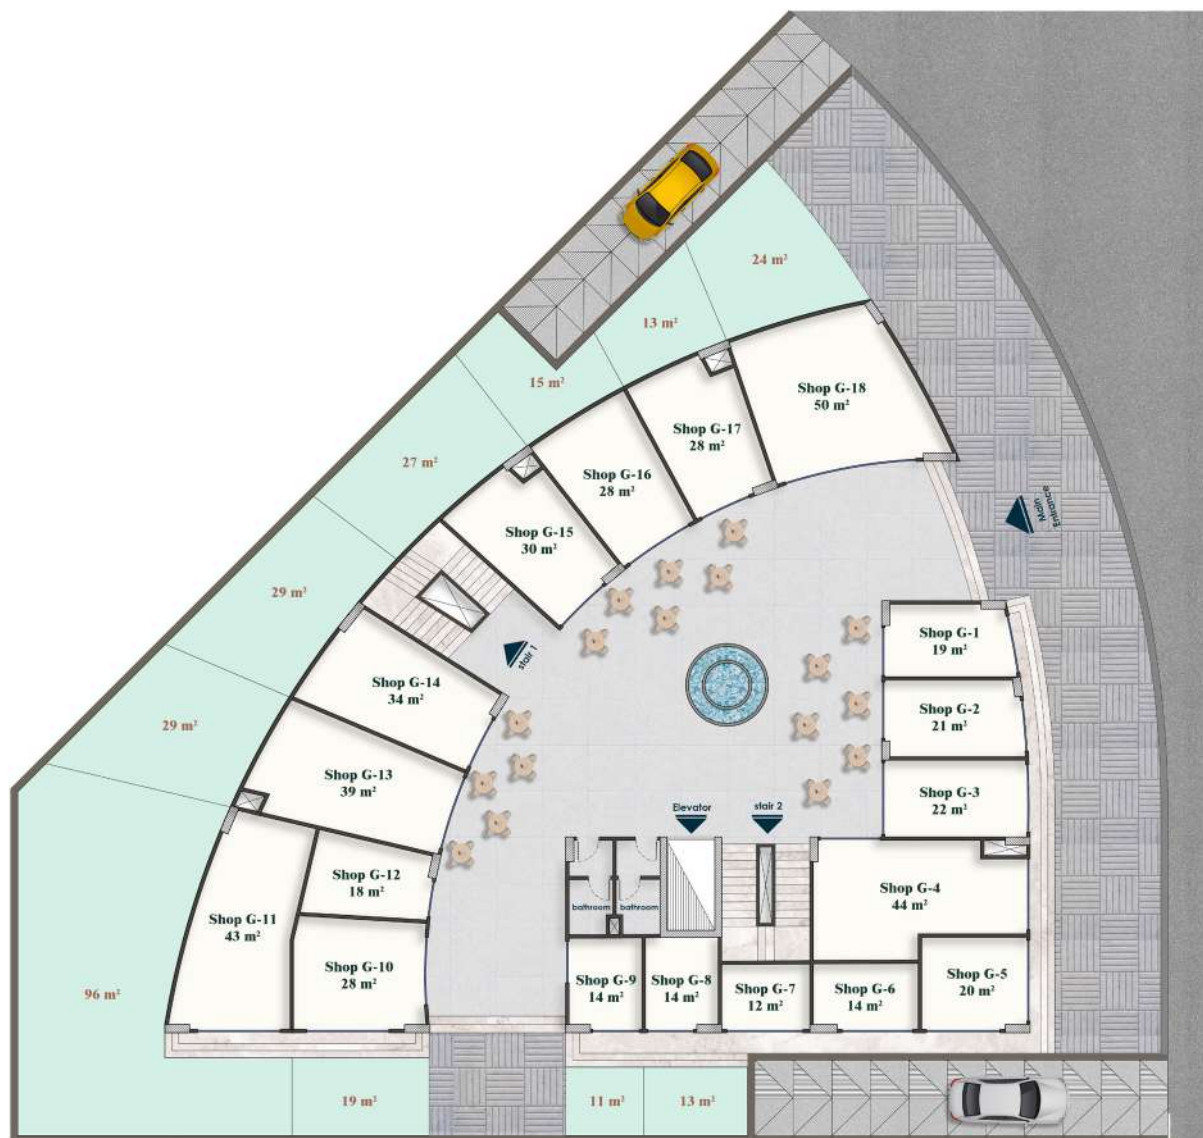 24 m²
13 m²
15 m²
27 m²
29 m²
29 m²
96 m²
19 m²
11 m²
13 m²
Shop G-18
50 m²
Shop G-17
28 m²
Shop G-16
28 m²
Shop G-15
30 m²
Main
Entrance
stair 1
Shop G-14
34 m²
Shop G-13
39 m²
Shop G-12
18 m²
Shop G-11
43 m²
Shop G-10
28 m²
Shop G-1
19 m²
Shop G-2
21 m²
Shop G-3
22 m²
Elevator
stair 2
Shop G-4
44 m²
bathroom
bathroom
Shop G-9
14 m²
Shop G-8
14 m²
Shop G-7
12 m²
Shop G-6
14 m²
Shop G-5
20 m²